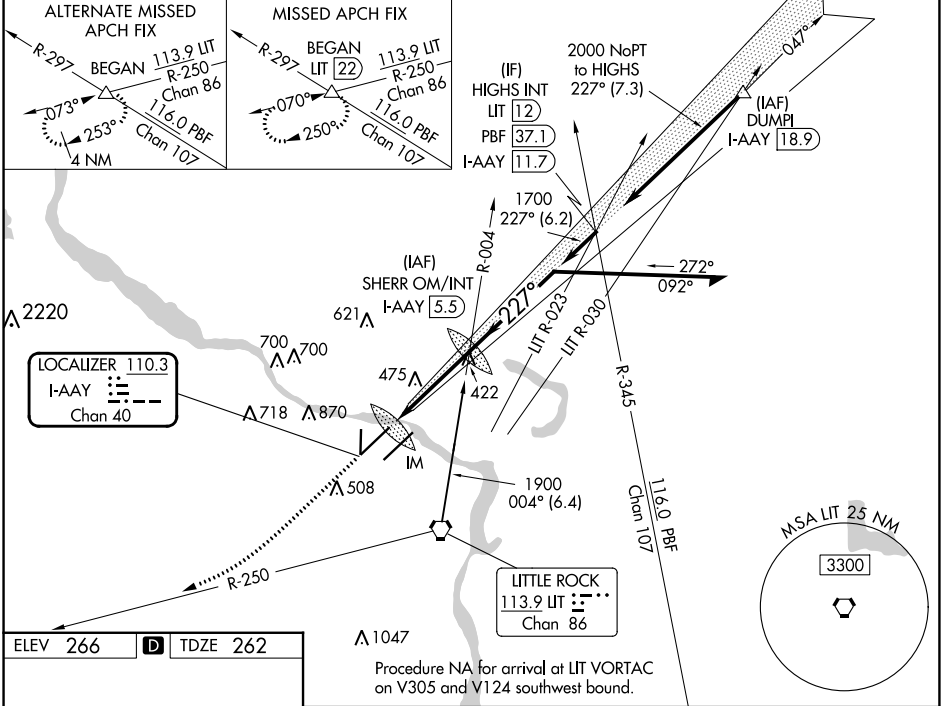 ALTERNATE MISSED
APCH FIX
R-297
BEGAN
113.9 LIT
R-250
Chan 86
073°
253°
116.0 PBF
Chan 107
4 NM
MISSED APCH FIX
R-297
BEGAN
LIT 22
113.9 LIT
R-250
Chan 86
070°
250°
116.0 PBF
Chan 107
(IF)
HIGHS INT
LIT 12
PBF 37.1
I-AAY 11.7
2000 NoPT
to HIGHS
227° (7.3)
047°
(IAF)
DUMPI
I-AAY 18.9
1700
227° (6.2)
R-004
(IAF)
SHERR OM/INT
I-AAY 5.5
227°
272°
092°
LIT R-023
LIT R-030
R-345
2220
621
700
700
LOCALIZER 110.3
I-AAY
Chan 40
475
422
718
870
IM
508
1900
004° (6.4)
116.0 PBF
Chan 107
MSA LIT 25 NM
3300
R-250
LITTLE ROCK
113.9 LIT
Chan 86
ELEV 266
D
TDZE 262
1047
Procedure NA for arrival at LIT VORTAC
on V305 and V124 southwest bound.